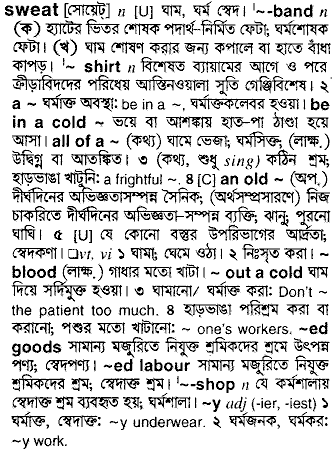 sweat [সোয়েট্] n [U] ঘাম, ঘর্ম স্বেদ। ˈ~-band n
(ক) হ্যাটের ভিতর শোষক পদার্থ-নির্মিত ফেটা; ঘর্মশোষক
ফেটা। (খ) ঘাম শোষণ করার জন্য কপালে বা হাতে বাঁধা
কাপড়। ˈ~ shirt n বিশেষত ব্যায়ামের আগে ও পরে
ক্রীড়াবিদদের পরিধেয় আস্তিনওয়ালা সুতি গেঞ্জিবিশেষ। ২
a ~ ঘর্মাক্ত অবস্থা: be in a ~, ঘর্মাক্তকলেবর হওয়া। be
in a cold ~ ভয়ে বা আশঙ্কায় হাত-পা ঠাণ্ডা হয়ে
আসা। all of a ~ (কথ্য) ঘামে ভেজা; ঘর্মসিক্ত; (লাক্ষ.)
উদ্বিগ্ন বা আতঙ্কিত। ৩ (কথ্য, শুধু sing) কঠিন শ্রম;
হাড়ভাঙা খাটুনি: a frightful ~. ৪ [C] an old ~ (অপ.)
দীর্ঘদিনের অভিজ্ঞতাসম্পন্ন সৈনিক; (অর্থসম্প্রসারণে) নিজ
চাকরিতে দীর্ঘদিনের অভিজ্ঞতা-সম্পন্ন ব্যক্তি; ঝানু; পুরনো
ঘাঘি। ৫ [U] যে কোনো বস্তুর উপরিভাগের আর্দ্রতা;
স্বেদকণা। □vt, vi ১ ঘামা; ঘেমে ওঠা। ২ নিঃসৃত করা। ~
blood (লাক্ষ.) গাধার মতো খাটা। ~ out a cold ঘাম
দিয়ে সর্দিমুক্ত হওয়া। ৩ ঘামানো/ ঘর্মাক্ত করা: Don't ~
the patient too much. ৪ হাড়ভাঙা পরিশ্রম করা বা
করানো; পশুর মতো খাটানো: ~ one's workers. ~ed
goods সামান্য মজুরিতে নিযুক্ত শ্রমিকদের শ্রমে উৎপন্ন
পণ্য; স্বেদপণ্য। ~ed labour সামান্য মজুরিতে নিযুক্ত
শ্রমিকদের শ্রম; স্বেদাক্ত শ্রম। ˈ~-shop n যে কর্মশালায়
স্বেদাক্ত শ্রম ব্যবহৃত হয়; ঘর্মশালা। ~y adj (-ier, -iest) ১
ঘর্মাক্ত, স্বেদাক্ত: ~y underwear. ২ ঘর্মজনক, ঘর্মকর:
~y work.